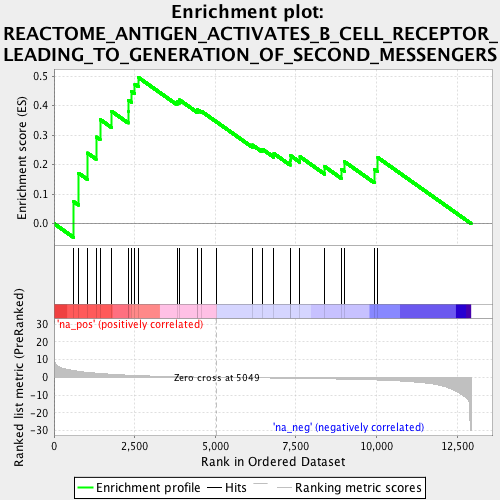 Enrichment plot:
REACTOME_ANTIGEN_ACTIVATES_B_CELL_RECEPTOR_
LEADING_TO_GENERATION_OF_SECOND_MESSENGERS
Enrichment score (ES)
0.5
0.4
0.3
0.2
0.1
0.0
'na_pos' (positively correlated)
Ranked list metric (PreRanked)
30
20
10
0
-10
-20
-30
Zero cross at 5049
'na_neg' (negatively correlated)
0
2,500
5,000
7,500
10,000
12,500
Rank in Ordered Dataset
Enrichment profile
Hits
Ranking metric scores